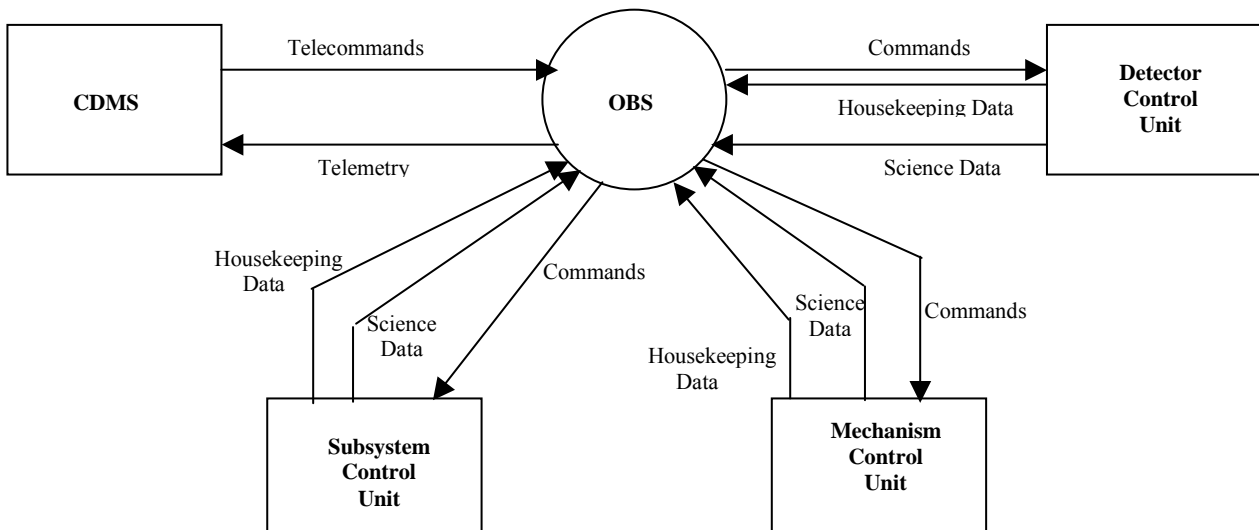 Telecommands
Commands
CDMS
OBS
Detector
Control
Unit
Housekeeping Data
Telemetry
Science Data
Housekeeping
Data
Commands
Science
Data
Science
Data
Commands
Housekeeping
Data
Subsystem
Control
Unit
Mechanism
Control
Unit